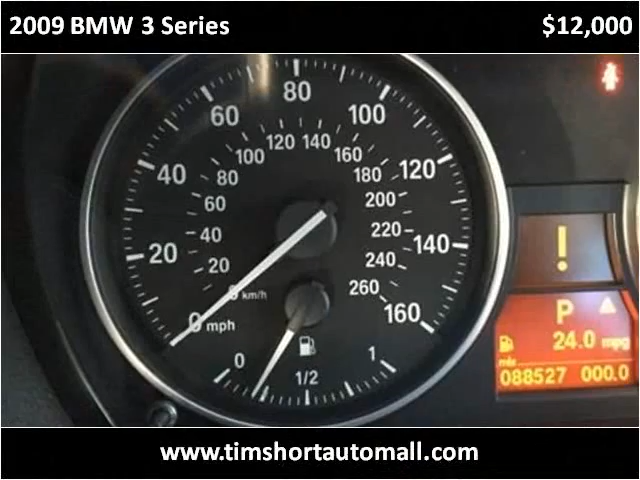 2009 BMW 3 Series $12,000
80
60 100
120 140
100 160
40 80 180 120
60 200
40 220
20 140
20 240
0 km/h 260
0 mph 160
0 1/2 1
!
P
24.0 mpg
mls
088527 000.0
www.timshortautomall.com